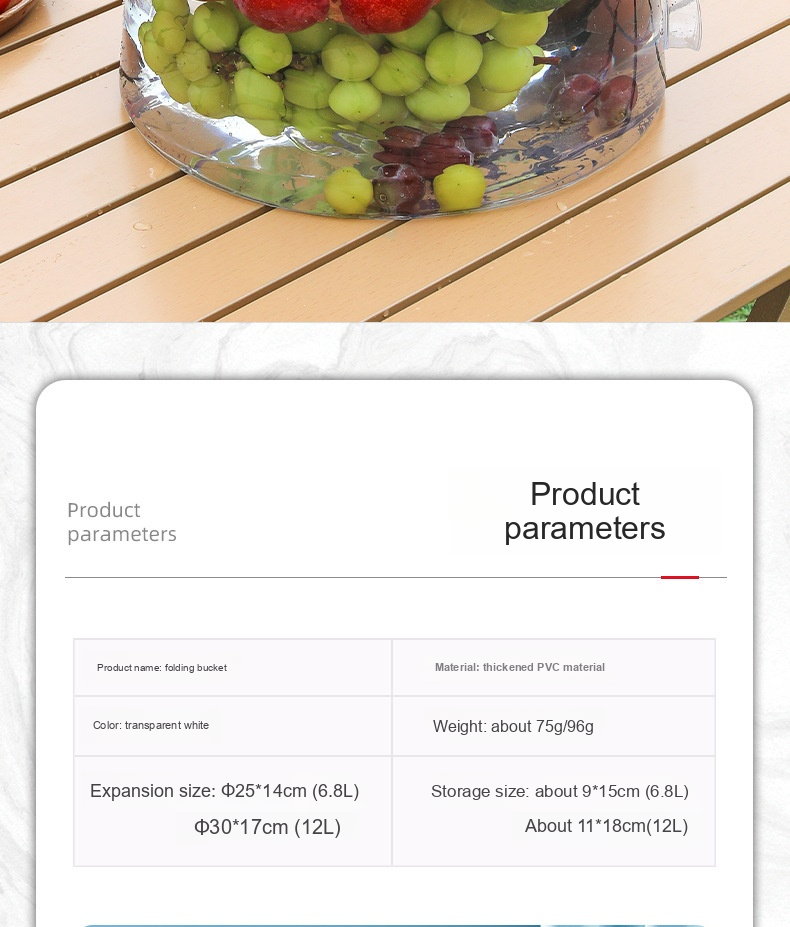 Product
parameters
Product
parameters
Product name: folding bucket
Material: thickened PVC material
Color: transparent white
Weight: about 75g/96g
Expansion size: Φ25*14cm (6.8L)
Φ30*17cm (12L)
Storage size: about 9*15cm (6.8L)
About 11*18cm(12L)